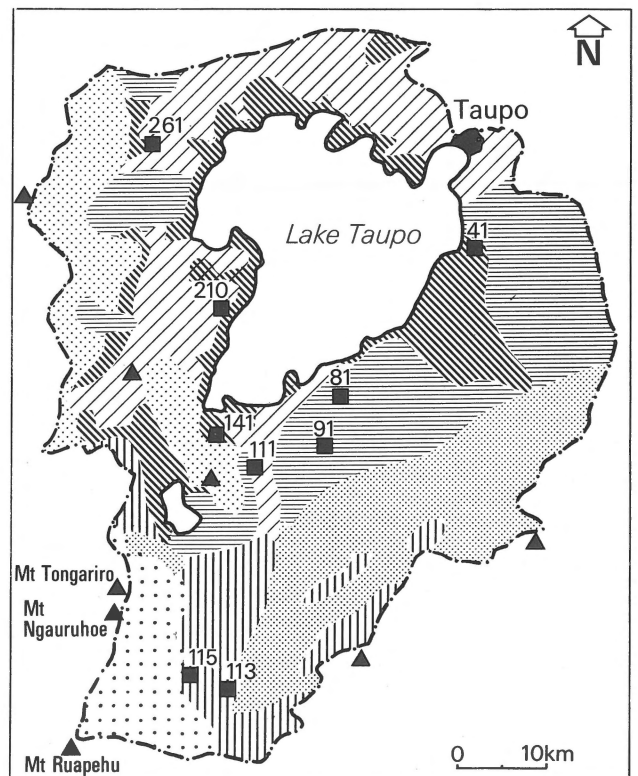 N
Taupo
261
Lake Taupo
41
210
81
141
91
111
Mt Tongariro
Mt
Ngauruhoe
115
113
Mt Ruapehu
0 10km